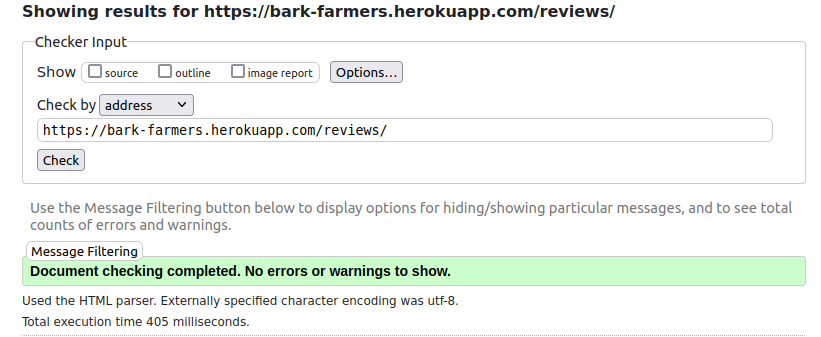 Showing results for https://bark-farmers.herokuapp.com/reviews/
Checker Input
Show source outline image report Options...
Check by address
https://bark-farmers.herokuapp.com/reviews/
Check
Use the Message Filtering button below to display options for hiding/showing particular messages, and to see total
counts of errors and warnings.
Message Filtering
Document checking completed. No errors or warnings to show.
Used the HTML parser. Externally specified character encoding was utf-8.
Total execution time 405 milliseconds.